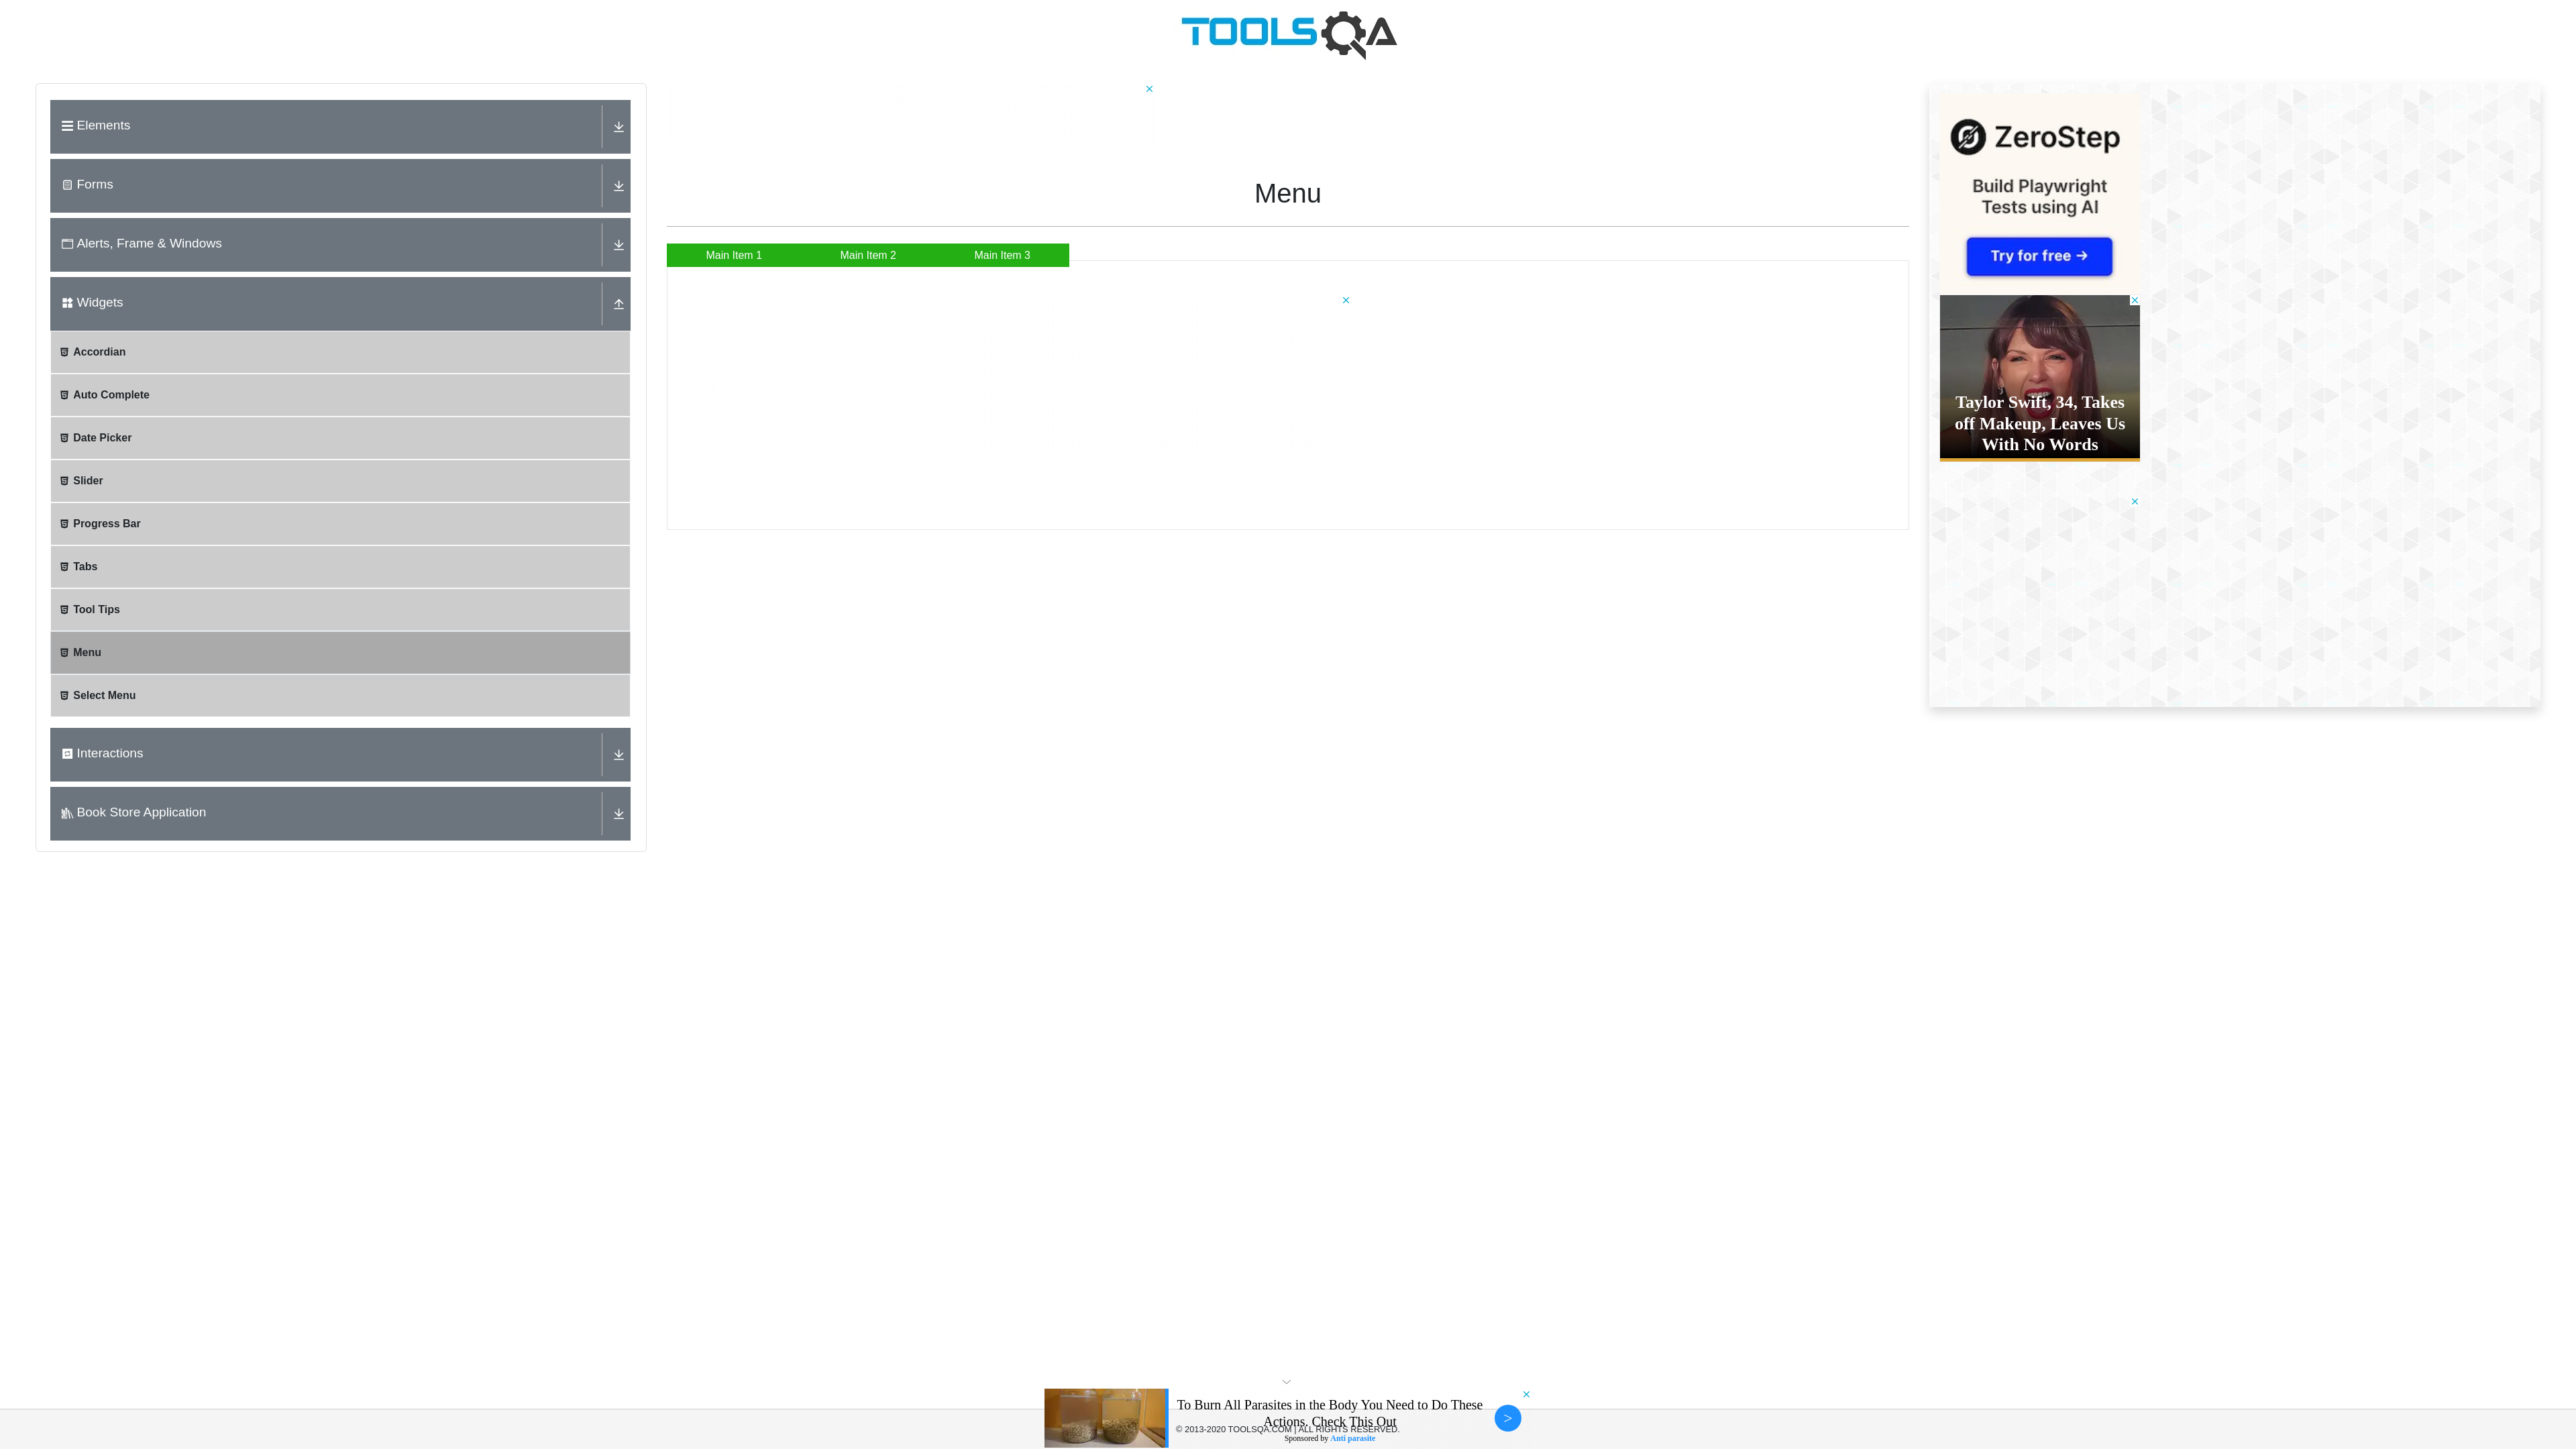 TOOLSQA
Elements
Forms
Alerts, Frame & Windows
Widgets
Accordian
Auto Complete
Date Picker
Slider
Progress Bar
Tabs
Tool Tips
Menu
Select Menu
Interactions
Book Store Application
Menu
Main Item 1
Main Item 2
Main Item 3
ZeroStep
Build Playwright
Tests using AI
Try for free →
Taylor Swift, 34, Takes
off Makeup, Leaves Us
With No Words
To Burn All Parasites in the Body You Need to Do These
Actions. Check This Out
© 2013-2020 TOOLSQA.COM | ALL RIGHTS RESERVED.
Sponsored by Anti parasite